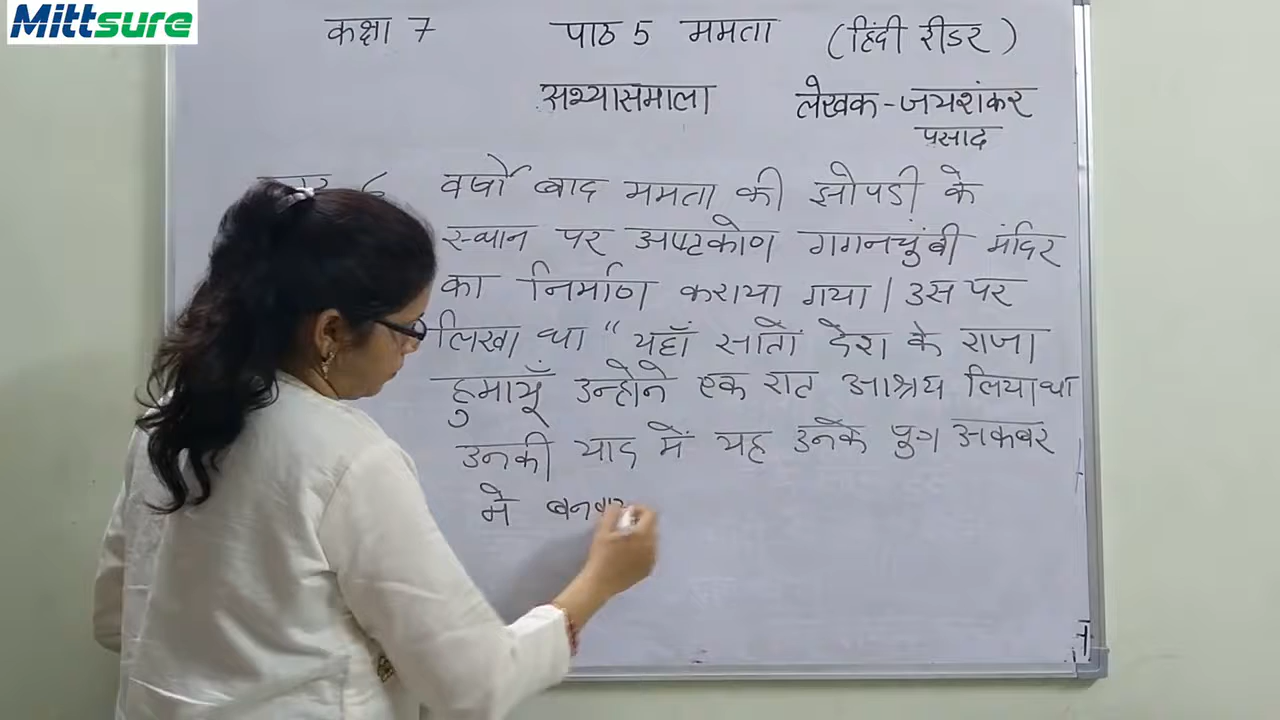 Mittsure
कक्षा 7 पाठ 5 ममता (हिंदी रीडर)
अभ्यासमाला लेखक-जयशंकर
प्रसाद
6 वर्षो बाद ममता की झोपडी के
स्थान पर अष्टकोण गगनचुंबी मंदिर
का निर्माण कराया गया । उस पर
लिखा था “ यहाँ सातों देश के राजा
हुमायूँ उन्होने एक रात आश्रय लिया था
उनकी याद में यह उनके पुत्र अकबर
ने